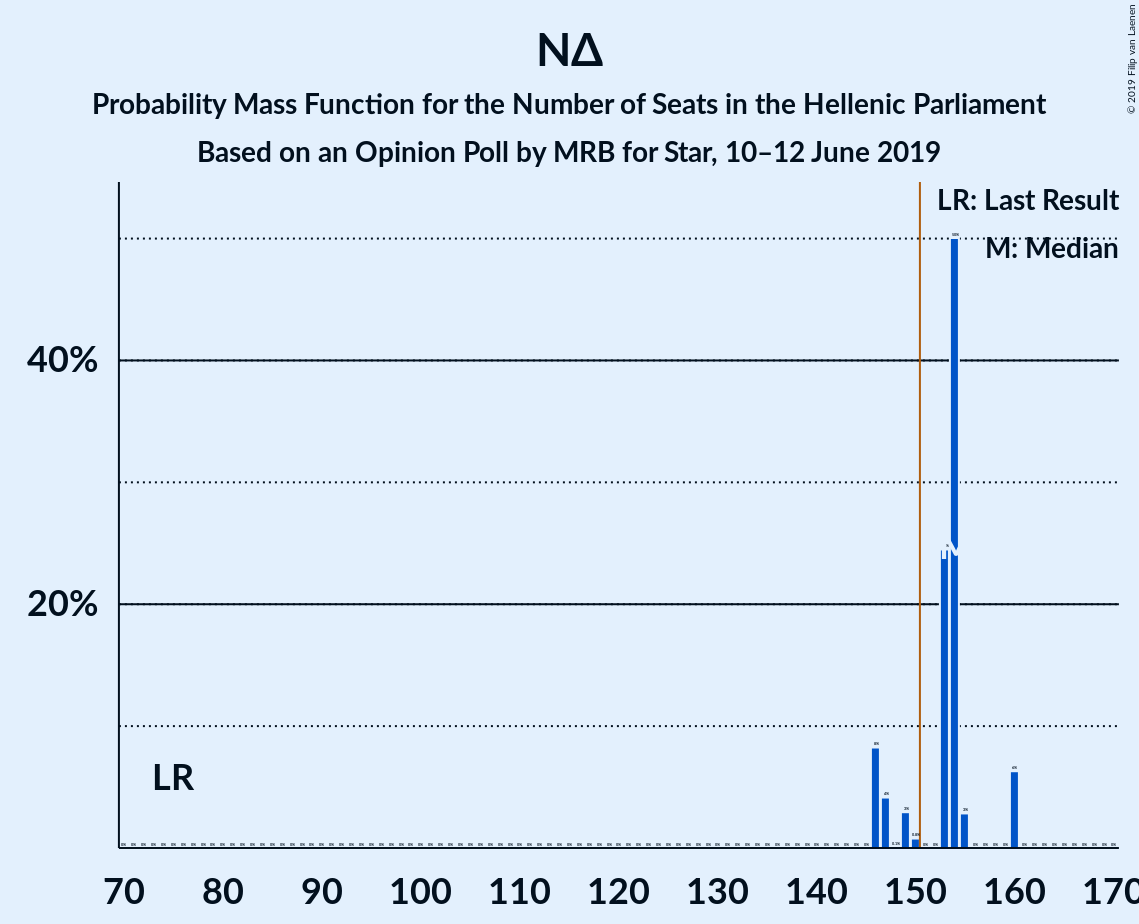 ΝΔ
Probability Mass Function for the Number of Seats in the Hellenic Parliament
Based on an Opinion Poll by MRB for Star, 10–12 June 2019
© 2019 Filip van Laenen
LR: Last Result
M: Median
40%
20%
LR
M
70 80 90 100 110 120 130 140 150 160 170